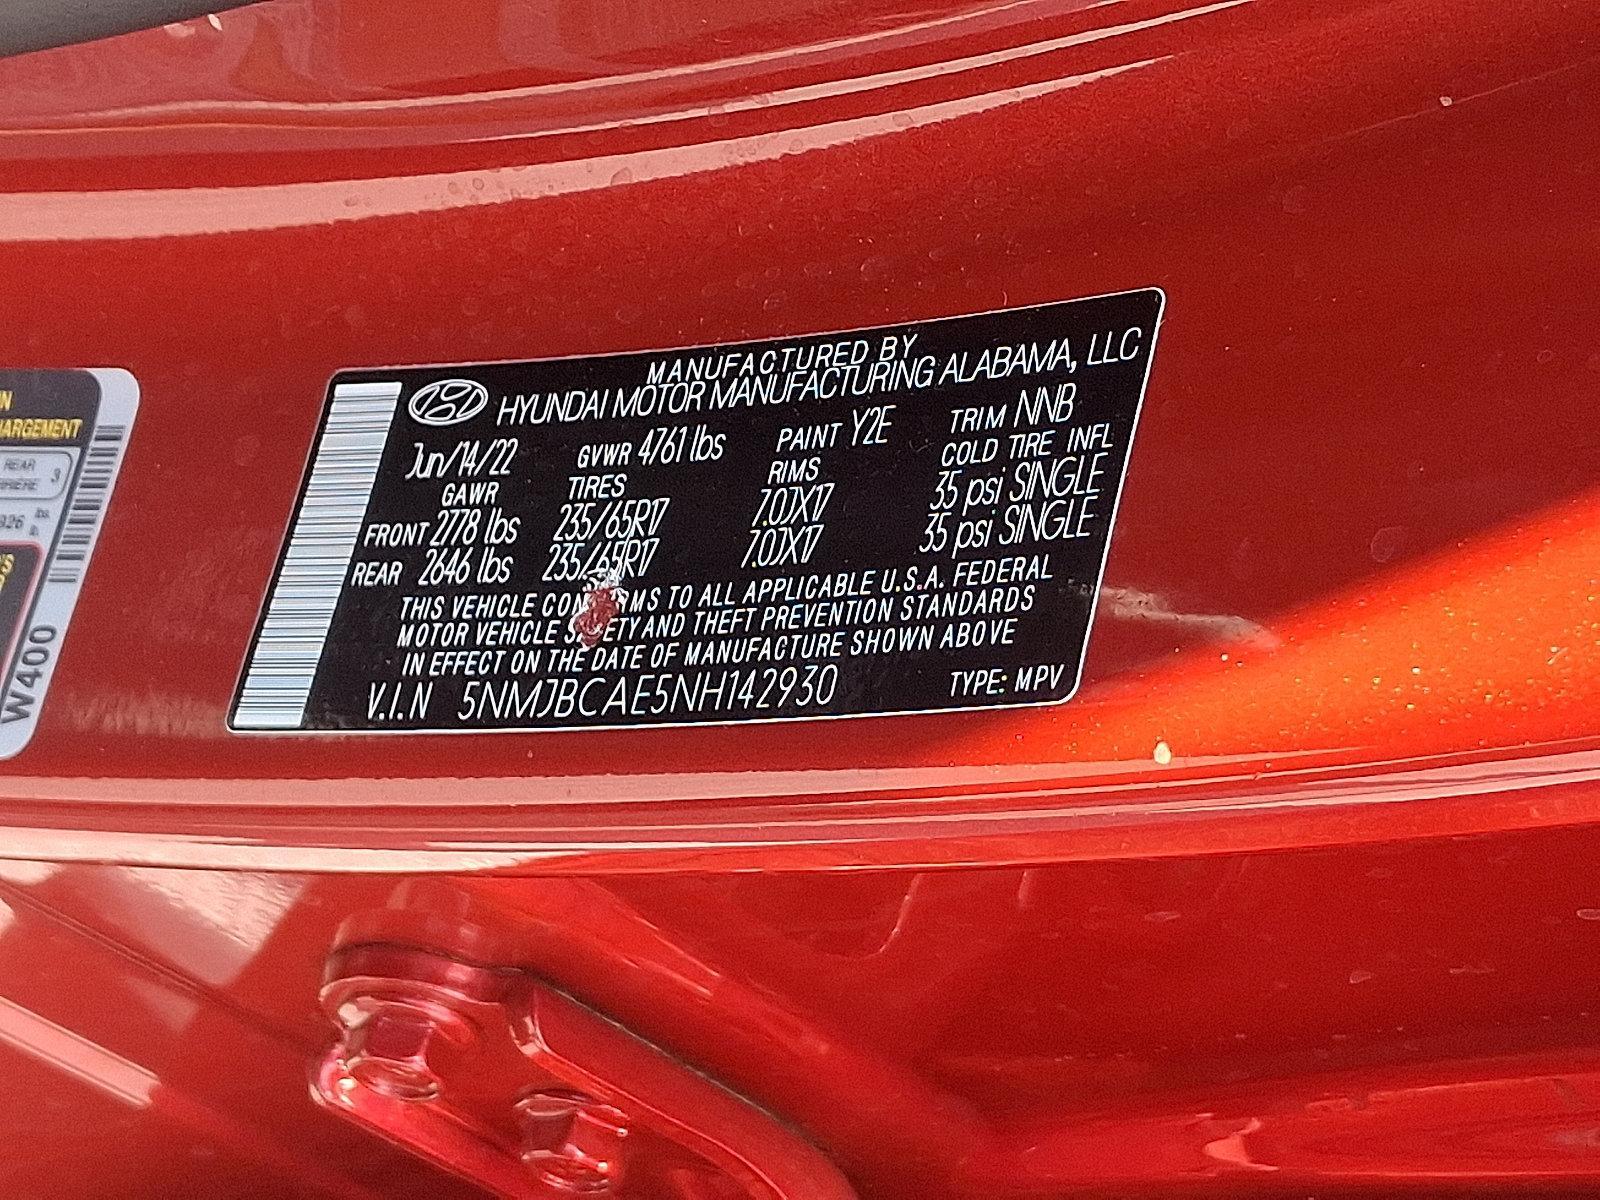 MANUFACTURED BY
HYUNDAI MOTOR MANUFACTURING ALABAMA, LLC
Jun/14/22 GVWR 4761 lbs PAINT Y2E TRIM NNB
GAWR TIRES RIMS COLD TIRE INFL
FRONT 2778 lbs 235/65R17 7.0JX17 35 psi SINGLE
REAR 2646 lbs 235/65R17 7.0JX17 35 psi SINGLE
THIS VEHICLE TO ALL APPLICABLE U.S.A. FEDERAL
MOTOR VEHICLE AND THEFT PREVENTION STANDARDS
IN EFFECT ON THE DATE OF MANUFACTURE SHOWN ABOVE
V.I.N 5NMJBCAE5NH142930 TYPE: MPV
REAR
3
W400